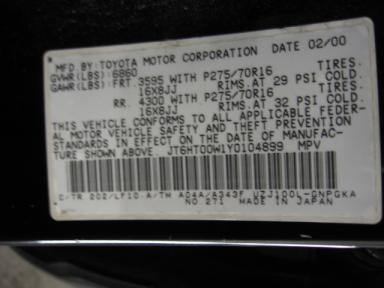 MFD BY:TOYOTA MOTOR CORPORATION DATE 02/00
GVWR(LBS):6860
GAWR(LBS):FRT. 3595 WITH P275/70R16 TIRES.
16X8JJ RIMS.AT 29 PSI COLD.
RR. 4300 WITH P275/70R16 TIRES.
16X8JJ RIMS.AT 32 PSI COLD.
THIS VEHICLE CONFORMS TO ALL APPLICABLE FEDER-
AL MOTOR VEHICLE SAFETY AND BUMPER
STANDARDS IN EFFECT ON THE DATE OF MANUFAC-
TURE SHOWN ABOVE. JT6HT00W1Y0104899 MPV
C/TR 202/LF10 A/TM A04A/A343F UZJ100L-GNPGKA
NO 271 MADE IN JAPAN